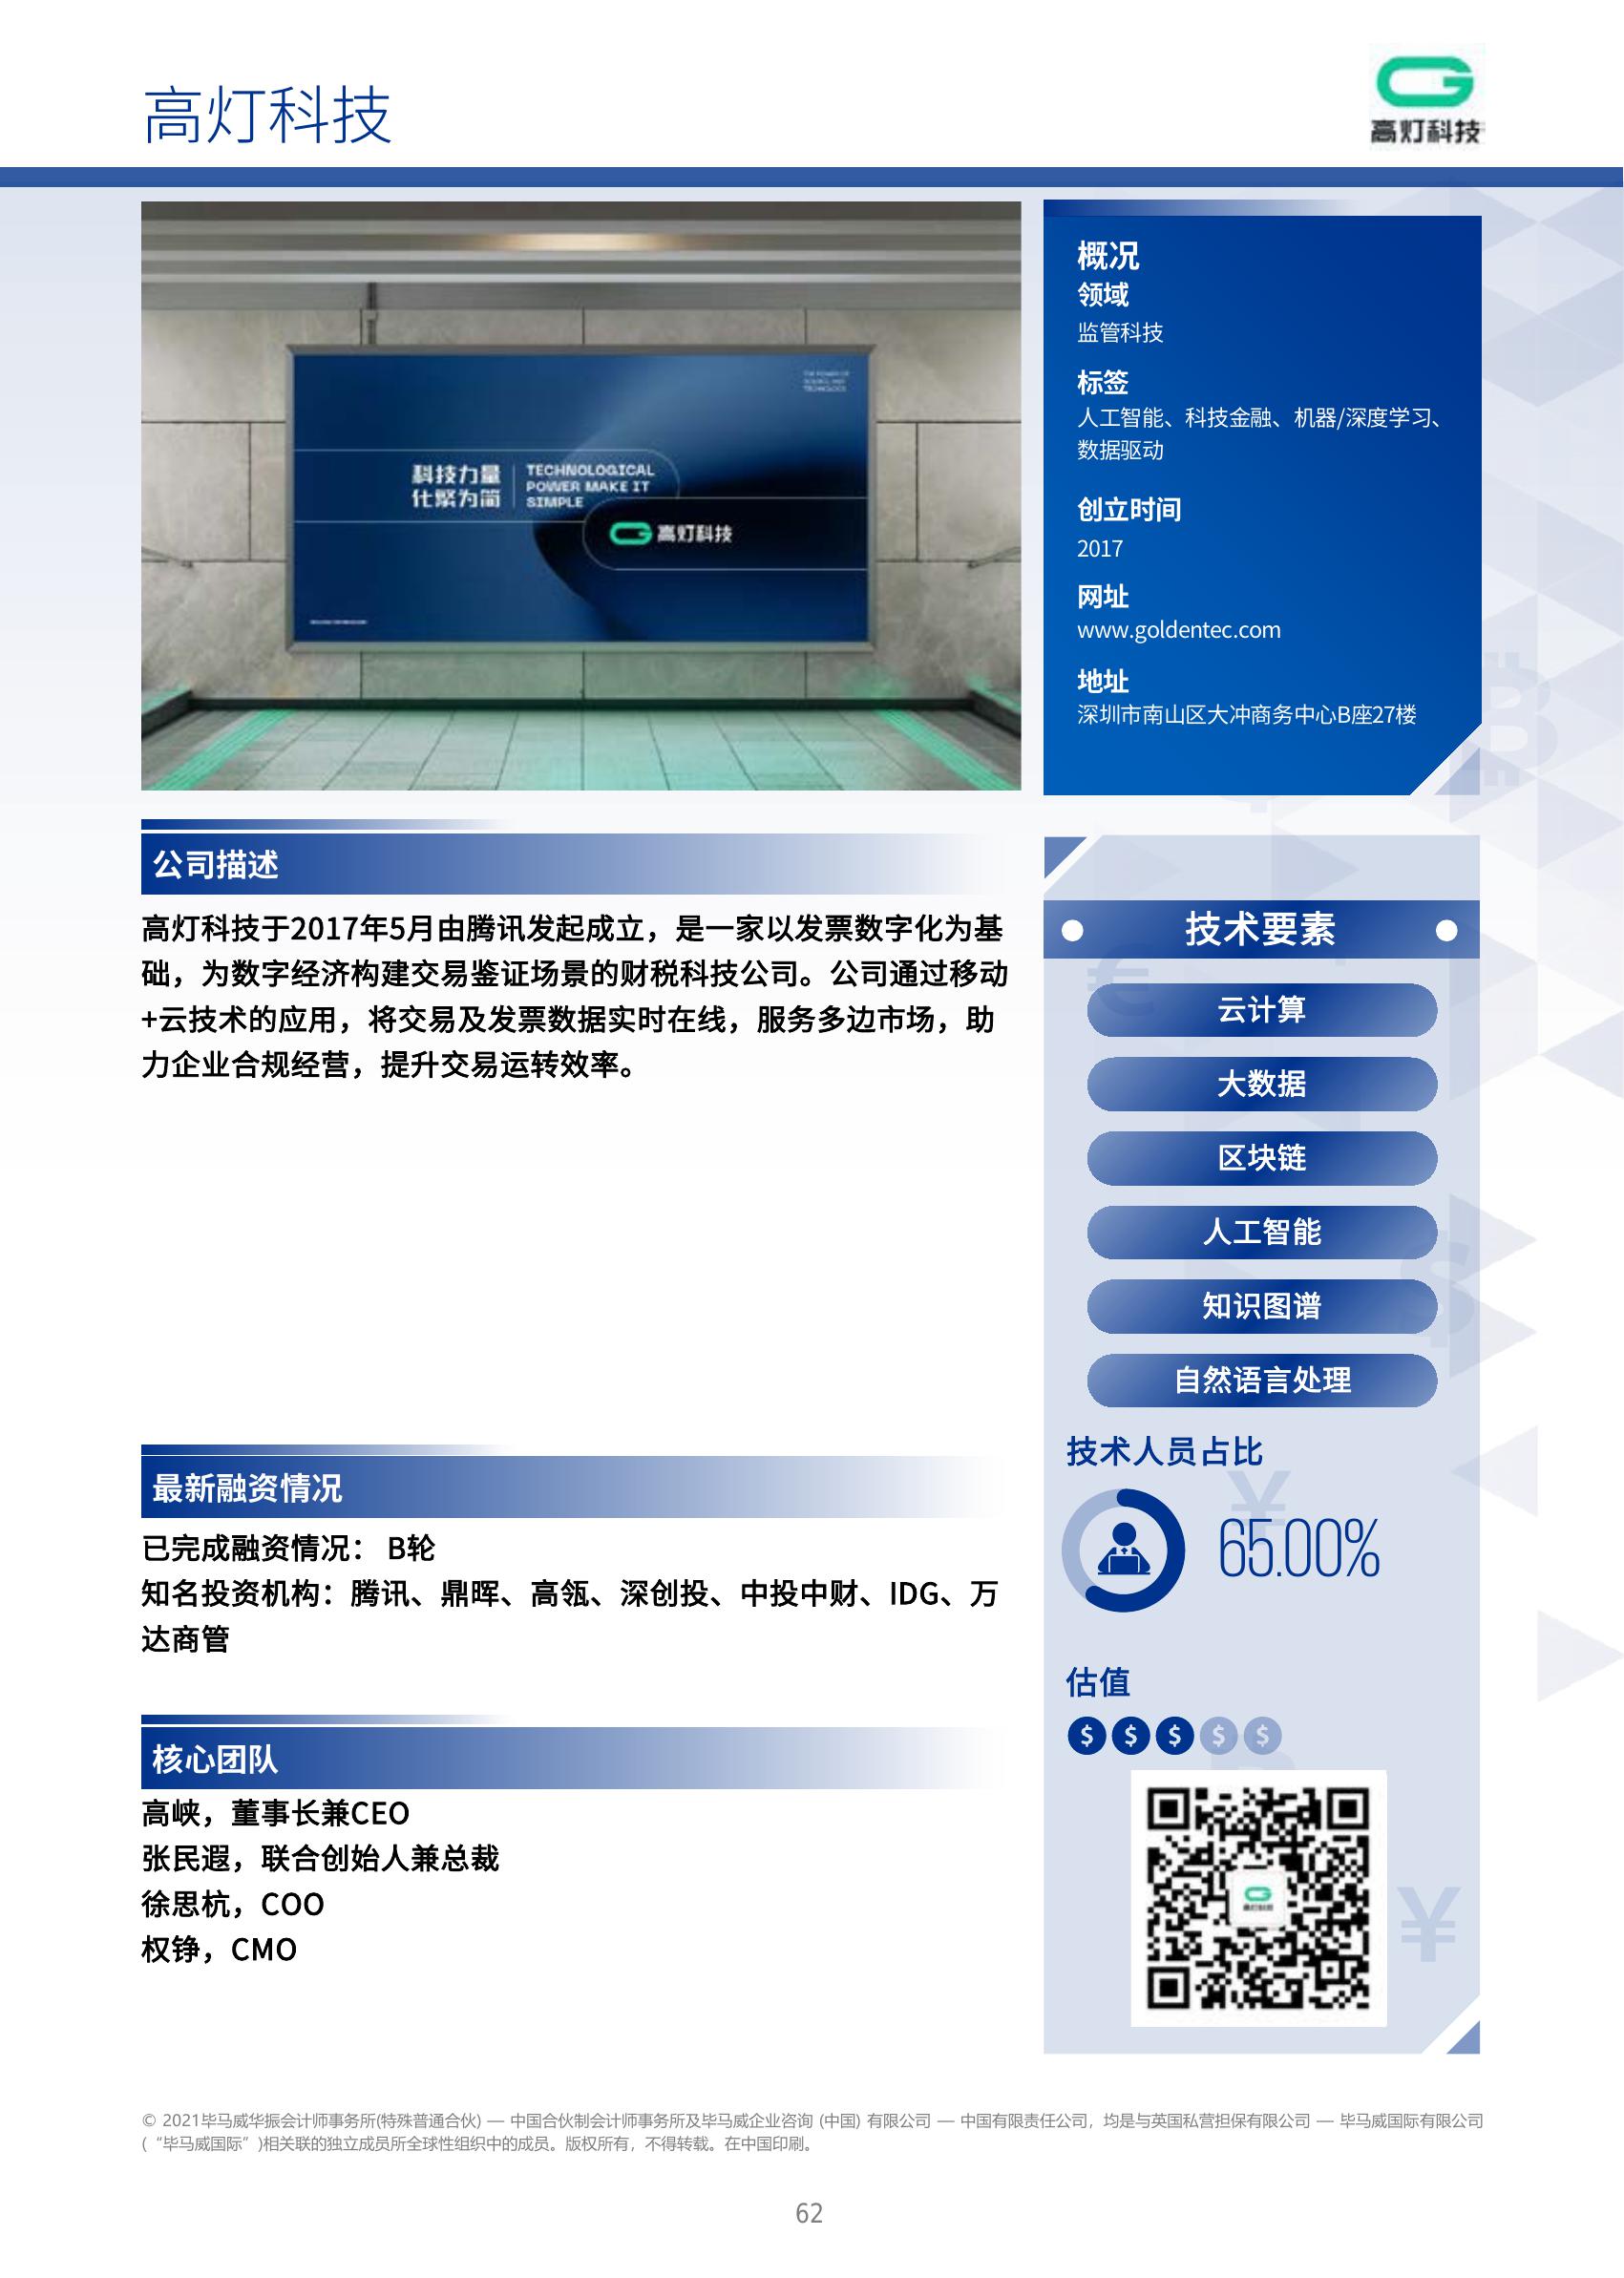 高灯科技
高灯科技
科技力量
化繁为简
TECHNOLOGICAL
POWER MAKE IT
SIMPLE
高灯科技
概况
领域
监管科技
标签
人工智能、科技金融、机器/深度学习、
数据驱动
创立时间
2017
网址
www.goldentec.com
地址
深圳市南山区大冲商务中心B座27楼
公司描述
高灯科技于2017年5月由腾讯发起成立，是一家以发票数字化为基
础，为数字经济构建交易鉴证场景的财税科技公司。公司通过移动
+云技术的应用，将交易及发票数据实时在线，服务多边市场，助
力企业合规经营，提升交易运转效率。
最新融资情况
已完成融资情况： B轮
知名投资机构：腾讯、鼎晖、高瓴、深创投、中投中财、IDG、万
达商管
核心团队
高峡，董事长兼CEO
张民遐，联合创始人兼总裁
徐思杭，COO
权铮，CMO
技术要素
云计算
大数据
区块链
人工智能
知识图谱
自然语言处理
技术人员占比
65.00%
估值
$ $ $ $ $
© 2021毕马威华振会计师事务所(特殊普通合伙) — 中国合伙制会计师事务所及毕马威企业咨询 (中国) 有限公司 — 中国有限责任公司，均是与英国私营担保有限公司 — 毕马威国际有限公司
(“毕马威国际”)相关联的独立成员所全球性组织中的成员。版权所有，不得转载。在中国印刷。
62